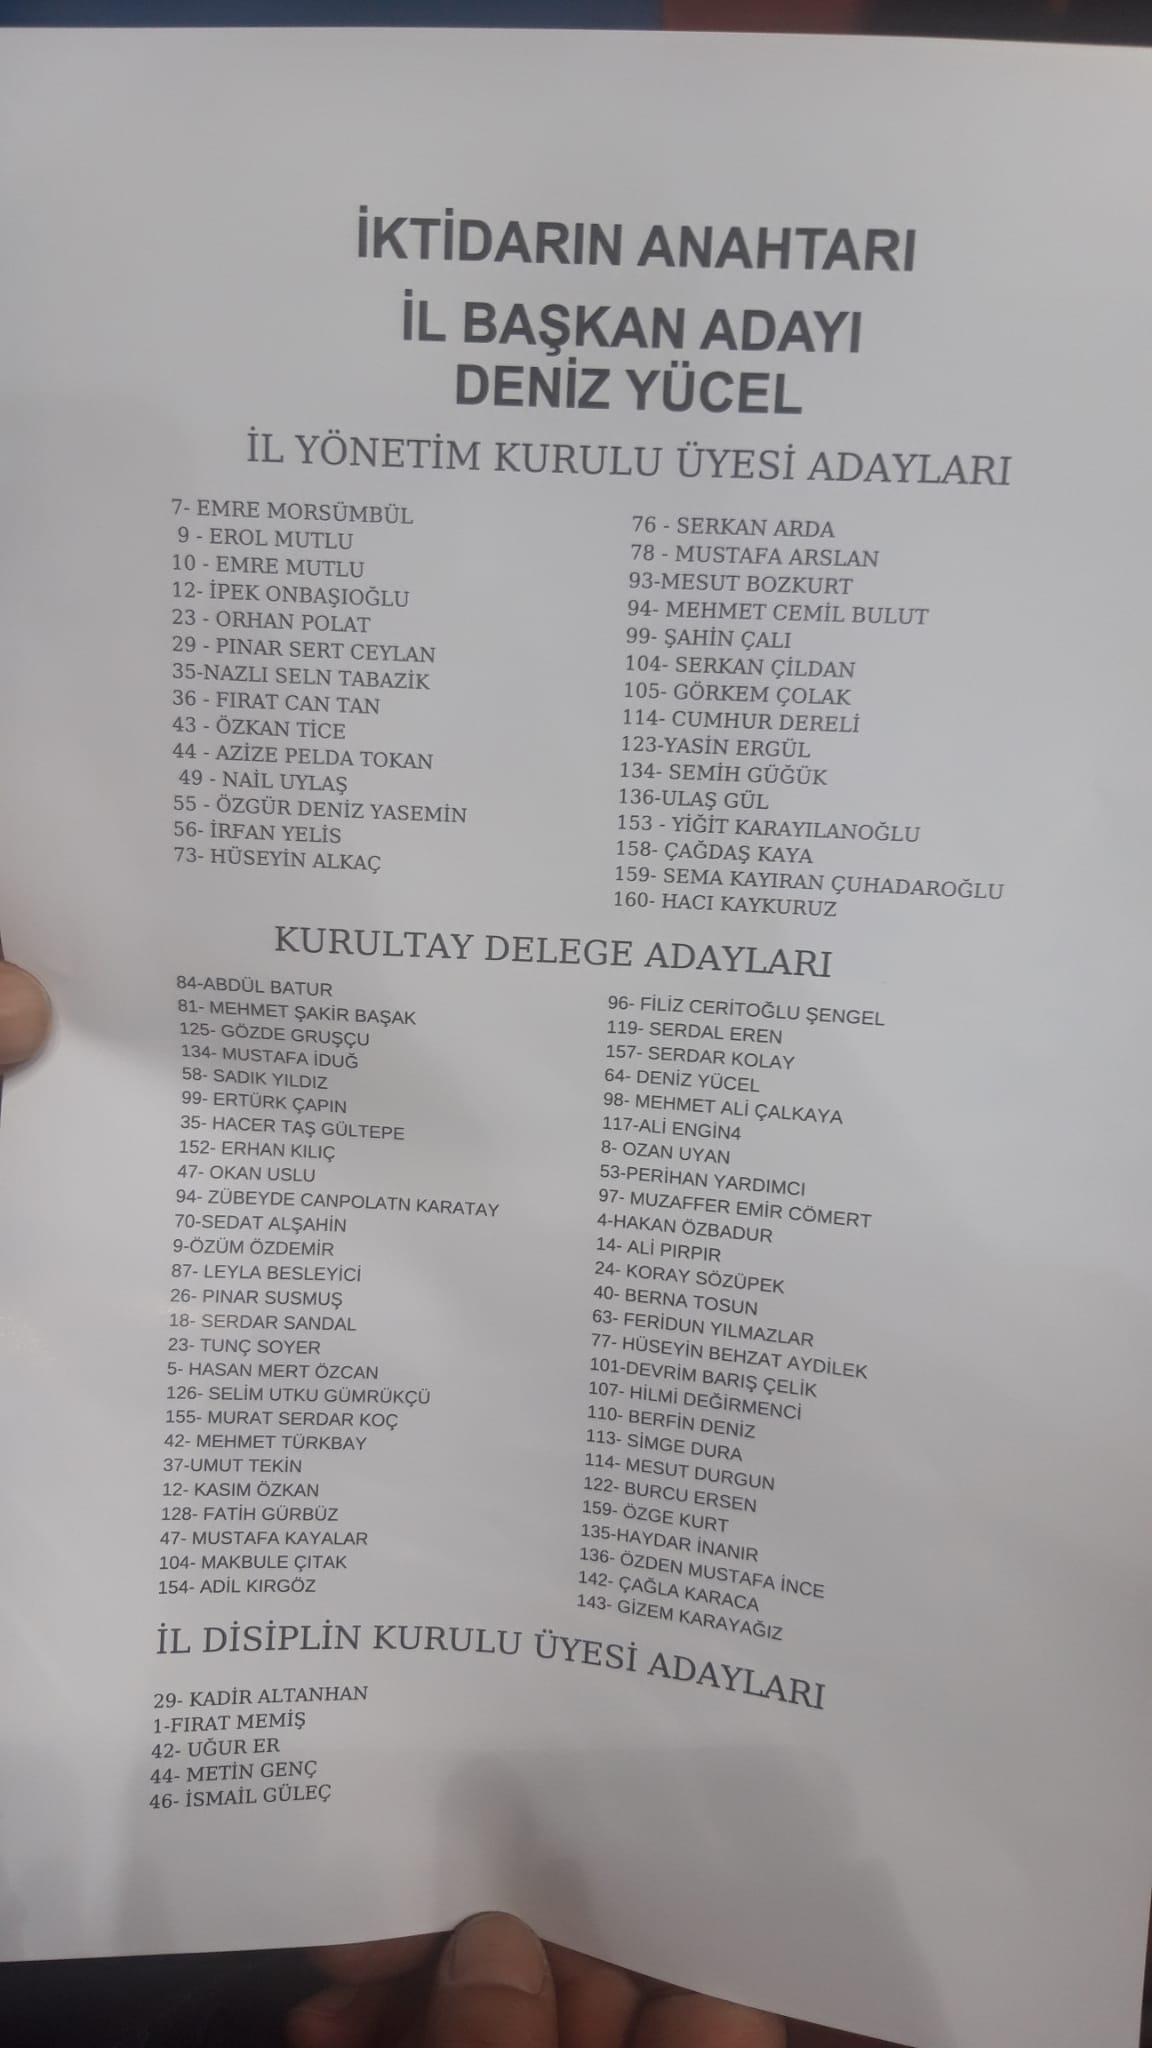 İKTİDARIN ANAHTARI
İL BAŞKAN ADAYI
DENİZ YÜCEL
İL YÖNETİM KURULU ÜYESİ ADAYLARI
7- EMRE MORSÜMBÜL
9 - EROL MUTLU
10 - EMRE MUTLU
12- İPEK ONBAŞIOĞLU
23 - ORHAN POLAT
29 - PINAR SERT CEYLAN
35-NAZLI SELN TABAZİK
36 - FIRAT CAN TAN
43 - ÖZKAN TİCE
44 - AZİZE PELDA TOKAN
49 - NAİL UYLAŞ
55 - ÖZGÜR DENİZ YASEMİN
56- İRFAN YELİS
73- HÜSEYİN ALKAÇ
76 - SERKAN ARDA
78 - MUSTAFA ARSLAN
93-MESUT BOZKURT
94- MEHMET CEMİL BULUT
99- ŞAHİN ÇALI
104- SERKAN ÇİLDAN
105- GÖRKEM ÇOLAK
114- CUMHUR DERELİ
123-YASİN ERGÜL
134- SEMİH GÜĞÜK
136-ULAŞ GÜL
153 - YİĞİT KARAYILANOĞLU
158- ÇAĞDAŞ KAYA
159- SEMA KAYIRAN ÇUHADAROĞLU
160- HACI KAYKURUZ
KURULTAY DELEGE ADAYLARI
84-ABDÜL BATUR
81- MEHMET ŞAKİR BAŞAK
125- GÖZDE GRUŞÇU
134- MUSTAFA İDUĞ
58- SADIK YILDIZ
99- ERTÜRK ÇAPIN
35- HACER TAŞ GÜLTEPE
152- ERHAN KILIÇ
47- OKAN USLU
94- ZÜBEYDE CANPOLATN KARATAY
70-SEDAT ALŞAHİN
9-ÖZÜM ÖZDEMİR
87- LEYLA BESLEYİCİ
26- PINAR SUSMUŞ
18- SERDAR SANDAL
23- TUNÇ SOYER
5- HASAN MERT ÖZCAN
126- SELİM UTKU GÜMRÜKÇÜ
155- MURAT SERDAR KOÇ
42- MEHMET TÜRKBAY
37-UMUT TEKİN
12- KASIM ÖZKAN
128- FATİH GÜRBÜZ
47- MUSTAFA KAYALAR
104- MAKBULE ÇITAK
154- ADİL KIRGÖZ
96- FİLİZ CERİTOĞLU ŞENGEL
119- SERDAL EREN
157- SERDAR KOLAY
64- DENİZ YÜCEL
98- MEHMET ALİ ÇALKAYA
117-ALİ ENGİN4
8- OZAN UYAN
53-PERİHAN YARDIMCI
97- MUZAFFER EMİR CÖMERT
4-HAKAN ÖZBADUR
14- ALİ PIRPIR
24- KORAY SÖZÜPEK
40- BERNA TOSUN
63- FERİDUN YILMAZLAR
77- HÜSEYİN BEHZAT AYDİLEK
101-DEVRİM BARIŞ ÇELİK
107- HİLMİ DEĞİRMENCİ
110- BERFİN DENİZ
113- SİMGE DURA
114- MESUT DURGUN
122- BURCU ERSEN
159- ÖZGE KURT
135-HAYDAR İNANIR
136- ÖZDEN MUSTAFA İNCE
142- ÇAĞLA KARACA
143- GİZEM KARAYAĞIZ
İL DİSİPLİN KURULU ÜYESİ ADAYLARI
29- KADİR ALTANHAN
1-FIRAT MEMİŞ
42- UĞUR ER
44- METİN GENÇ
46- İSMAİL GÜLEÇ